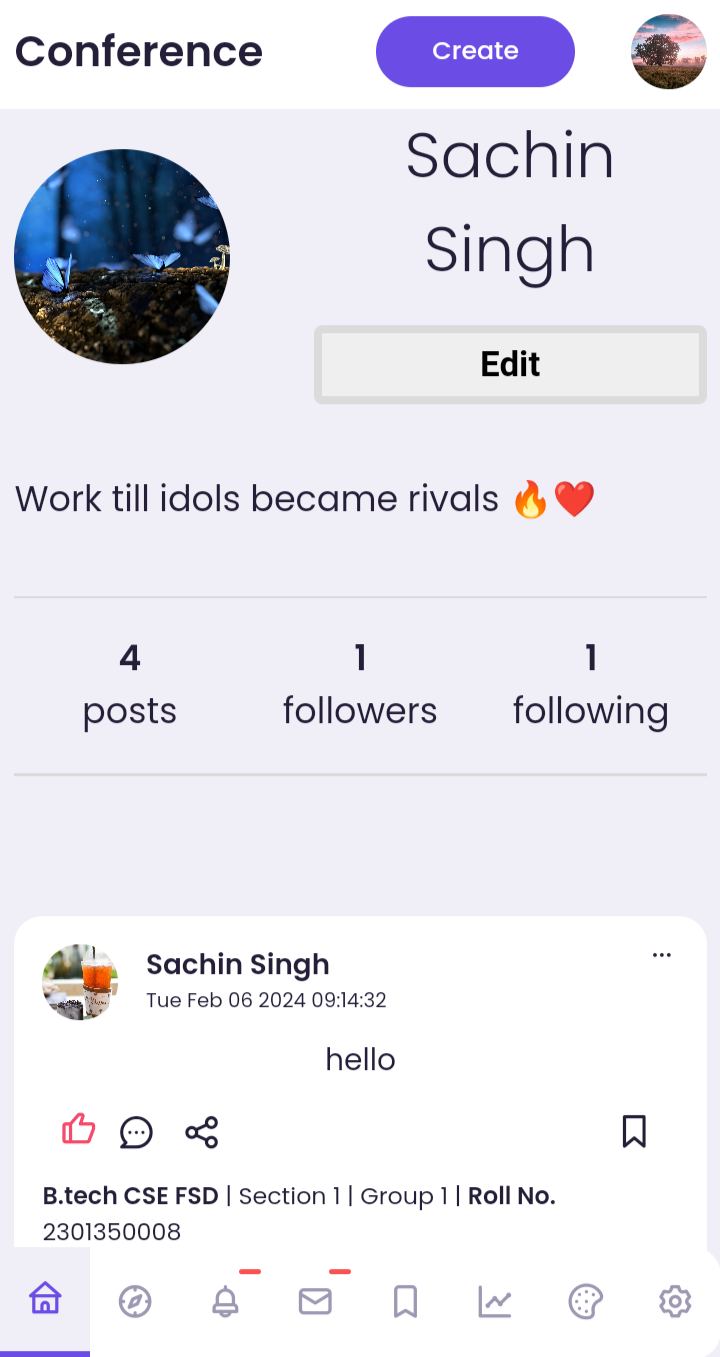 Conference
Create
Sachin
Singh
Edit
Work till idols became rivals 🔥❤️
4
posts
1
followers
1
following
Sachin Singh
...
Tue Feb 06 2024 09:14:32
hello
B.tech CSE FSD | Section 1 | Group 1 | Roll No.
2301350008